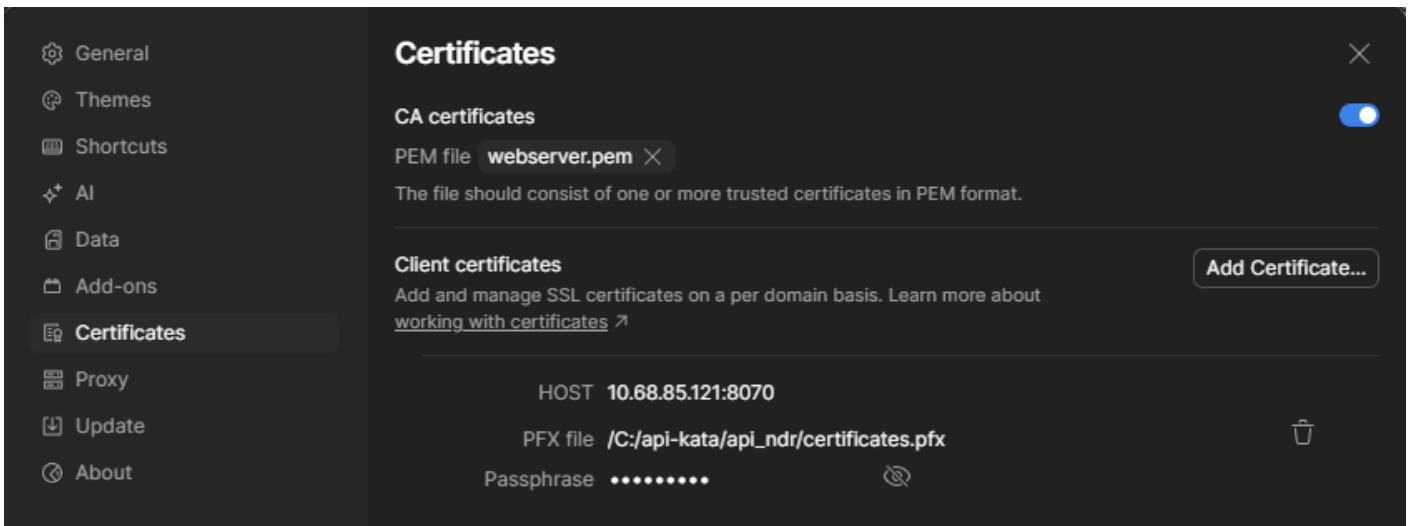 General
Themes
Shortcuts
AI
Data
Add-ons
Certificates
Proxy
Update
About
Certificates
CA certificates
PEM file webserver.pem
The file should consist of one or more trusted certificates in PEM format.
Client certificates
Add Certificate...
Add and manage SSL certificates on a per domain basis. Learn more about
working with certificates ↗
HOST 10.68.85.121:8070
PFX file /C:/api-kata/api_ndr/certificates.pfx
Passphrase •••••••••